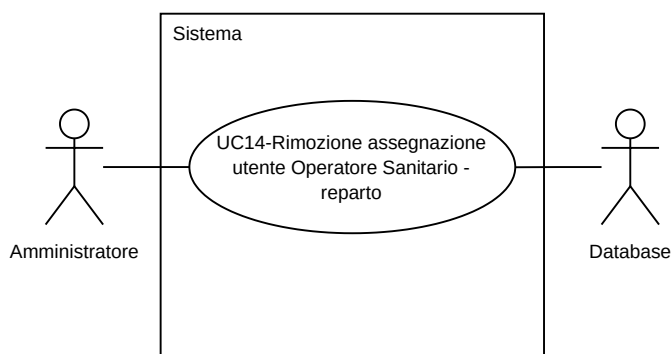 Sistema
UC14-Rimozione assegnazione
utente Operatore Sanitario -
reparto
Amministratore
Database